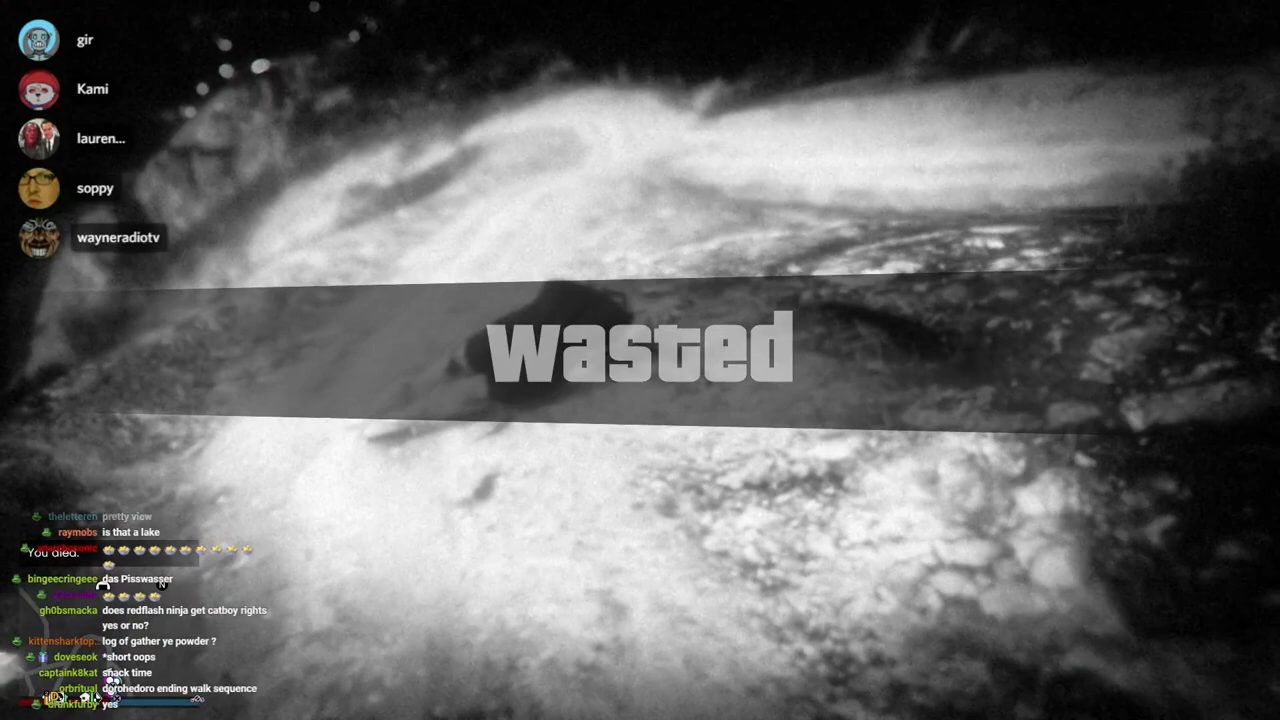 gir
Kami
lauren...
soppy
wayneradiotv
wasted
theletteren pretty view
raymobs is that a lake
You died.
bingeecringeee das Pisswasser
N
gh0bsmacka does redflash ninja get catboy rights
yes or no?
kittensharktop.. log of gather ye powder ?
doveseok *short oops
captaink8kat snack time
orbritual dorohedoro ending walk sequence
drunkfurby yes